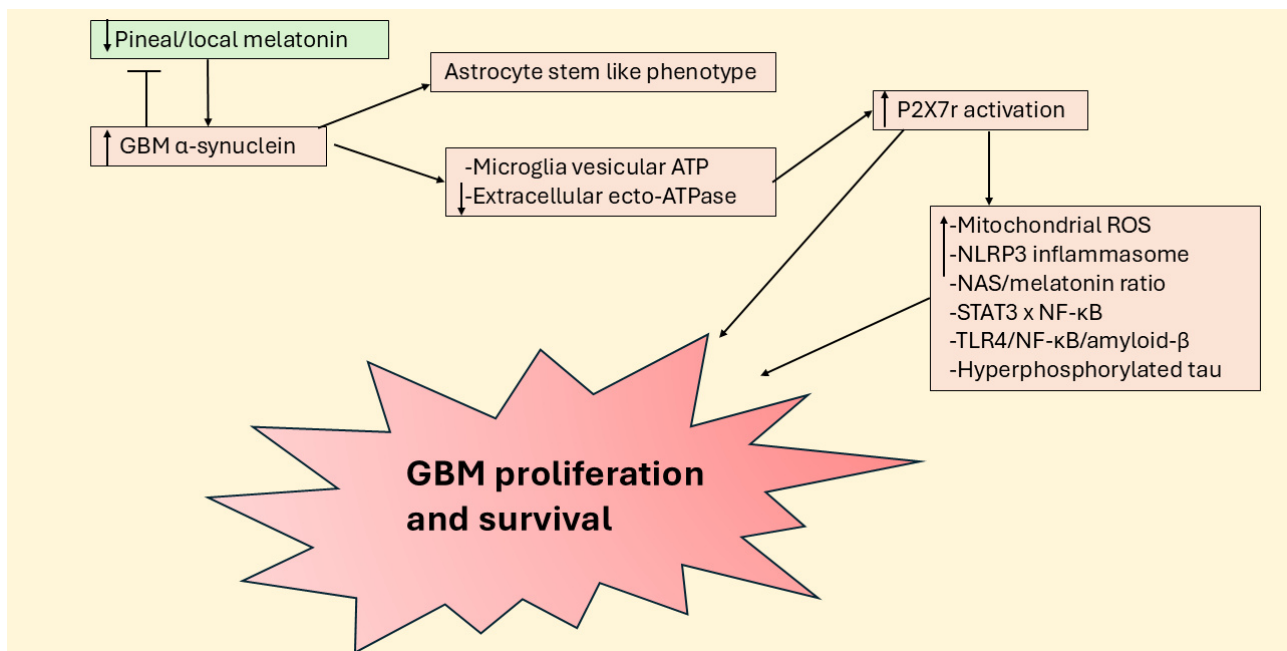 Pineal/local melatonin
Astrocyte stem like phenotype
P2X7r activation
GBM α-synuclein
-Microglia vesicular ATP
-Extracellular ecto-ATPase
-Mitochondrial ROS
-NLRP3 inflammasome
-NAS/melatonin ratio
-STAT3 x NF-κB
-TLR4/NF-κB/amyloid-β
-Hyperphosphorylated tau
GBM proliferation
and survival